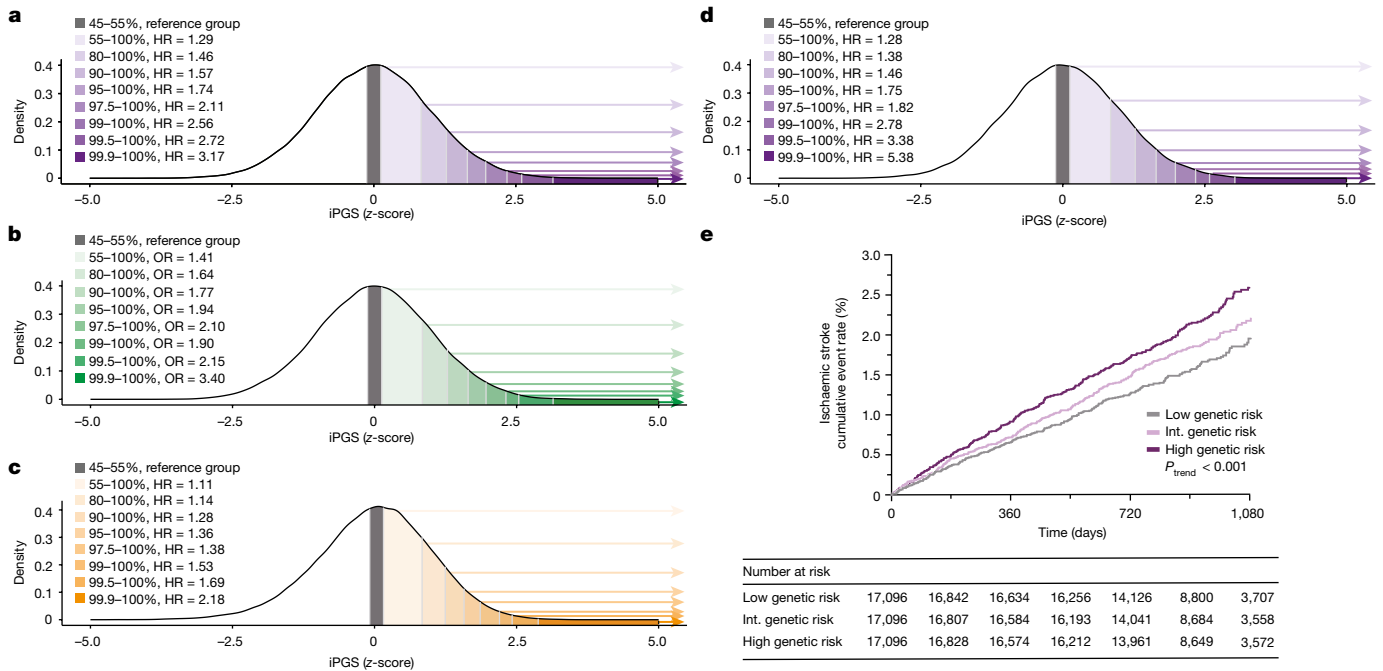 a
45–55%, reference group
55–100%, HR = 1.29
80–100%, HR = 1.46
90–100%, HR = 1.57
95–100%, HR = 1.74
97.5–100%, HR = 2.11
99–100%, HR = 2.56
99.5–100%, HR = 2.72
99.9–100%, HR = 3.17
Density
0.4
0.3
0.2
0.1
0
−5.0 −2.5 0 2.5 5.0
iPGS (z-score)
b
45–55%, reference group
55–100%, OR = 1.41
80–100%, OR = 1.64
90–100%, OR = 1.77
95–100%, OR = 1.94
97.5–100%, OR = 2.10
99–100%, OR = 1.90
99.5–100%, OR = 2.15
99.9–100%, OR = 3.40
Density
0.4
0.3
0.2
0.1
0
−5.0 −2.5 0 2.5 5.0
iPGS (z-score)
c
45–55%, reference group
55–100%, HR = 1.11
80–100%, HR = 1.14
90–100%, HR = 1.28
95–100%, HR = 1.36
97.5–100%, HR = 1.38
99–100%, HR = 1.53
99.5–100%, HR = 1.69
99.9–100%, HR = 2.18
Density
0.4
0.3
0.2
0.1
0
−5.0 −2.5 0 2.5 5.0
iPGS (z-score)
d
45–55%, reference group
55–100%, HR = 1.28
80–100%, HR = 1.38
90–100%, HR = 1.46
95–100%, HR = 1.75
97.5–100%, HR = 1.82
99–100%, HR = 2.78
99.5–100%, HR = 3.38
99.9–100%, HR = 5.38
Density
0.4
0.3
0.2
0.1
0
−5.0 −2.5 0 2.5 5.0
iPGS (z-score)
e
Ischaemic stroke
cumulative event rate (%)
3.0
2.5
2.0
1.5
1.0
0.5
0
Low genetic risk
Int. genetic risk
High genetic risk
Ptrend < 0.001
0 360 720 1,080
Time (days)
Number at risk
Low genetic risk 17,096 16,842 16,634 16,256 14,126 8,800 3,707
Int. genetic risk 17,096 16,807 16,584 16,193 14,041 8,684 3,558
High genetic risk 17,096 16,828 16,574 16,212 13,961 8,649 3,572